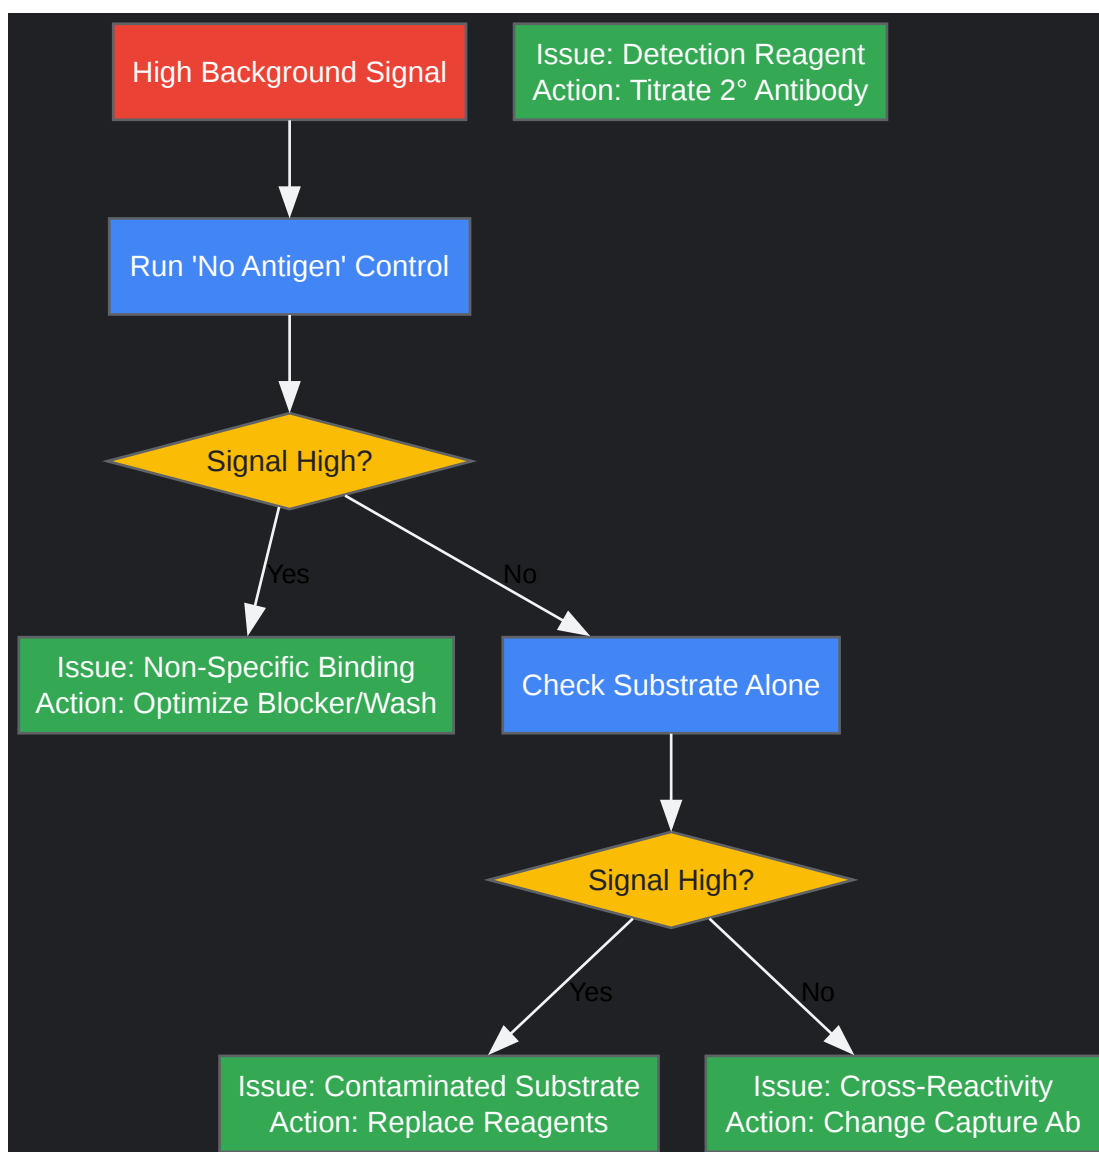 High Background Signal
Issue: Detection Reagent
Action: Titrate 2° Antibody
Run 'No Antigen' Control
Signal High?
Yes
No
Issue: Non-Specific Binding
Action: Optimize Blocker/Wash
Check Substrate Alone
Signal High?
Yes
No
Issue: Contaminated Substrate
Action: Replace Reagents
Issue: Cross-Reactivity
Action: Change Capture Ab